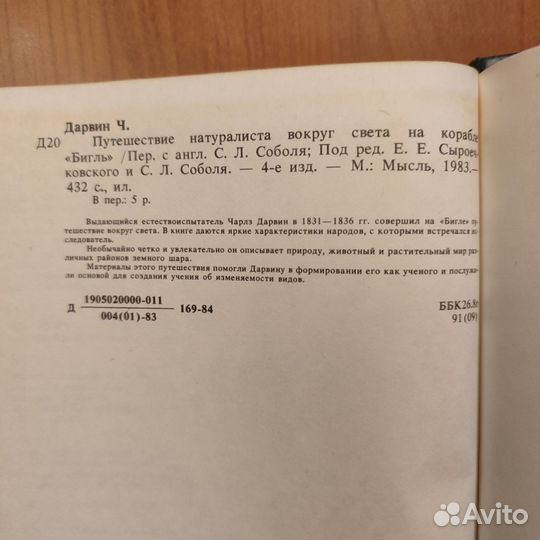 Дарвин Ч.
Д20 Путешествие натуралиста вокруг света на корабле
«Бигль» /Пер. с англ. С. Л. Соболя; Под ред. Е. Е. Сыроеч-
ковского и С. Л. Соболя. — 4-е изд. — М.: Мысль, 1983.—
432 с., ил.
В пер.: 5 р.
Выдающийся естествоиспытатель Чарлз Дарвин в 1831—1836 гг. совершил на «Бигле» пу-
тешествие вокруг света. В книге даются яркие характеристики народов, с которыми встречался ис-
следователь.
Необычайно четко и увлекательно он описывает природу, животный и растительный мир раз-
личных районов земного шара.
Материалы этого путешествия помогли Дарвину в формировании его как ученого и послужи-
ли основой для создания учения об изменяемости видов.
Д 1905020000-011 169-84
004(01)-83
ББК26.8г
91(09)
Avito